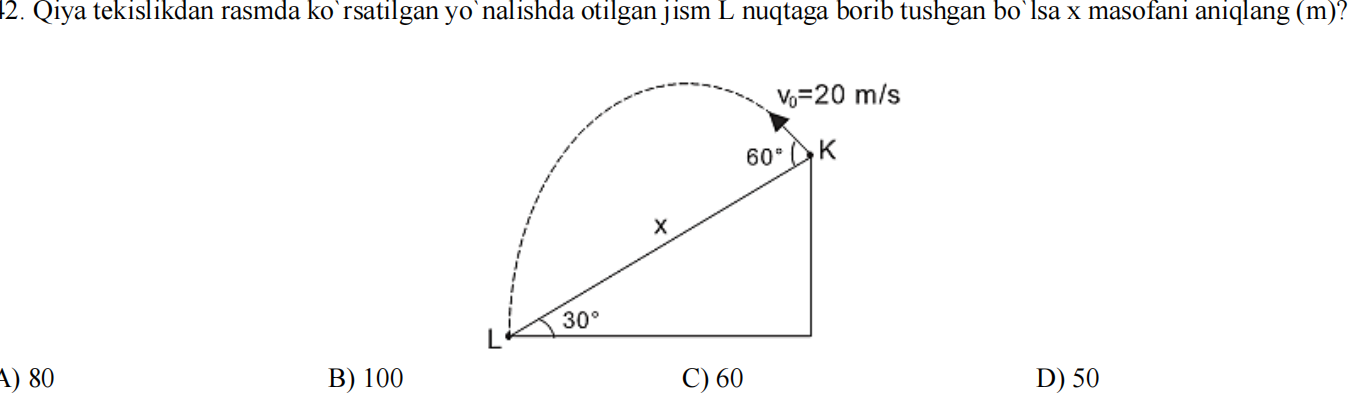 42. Qiya tekislikdan rasmda ko`rsatilgan yo`nalishda otilgan jism L nuqtaga borib tushgan bo`lsa x masofani aniqlang (m)?
v₀=20 m/s
60° K
x
30°
L
A) 80 B) 100 C) 60 D) 50